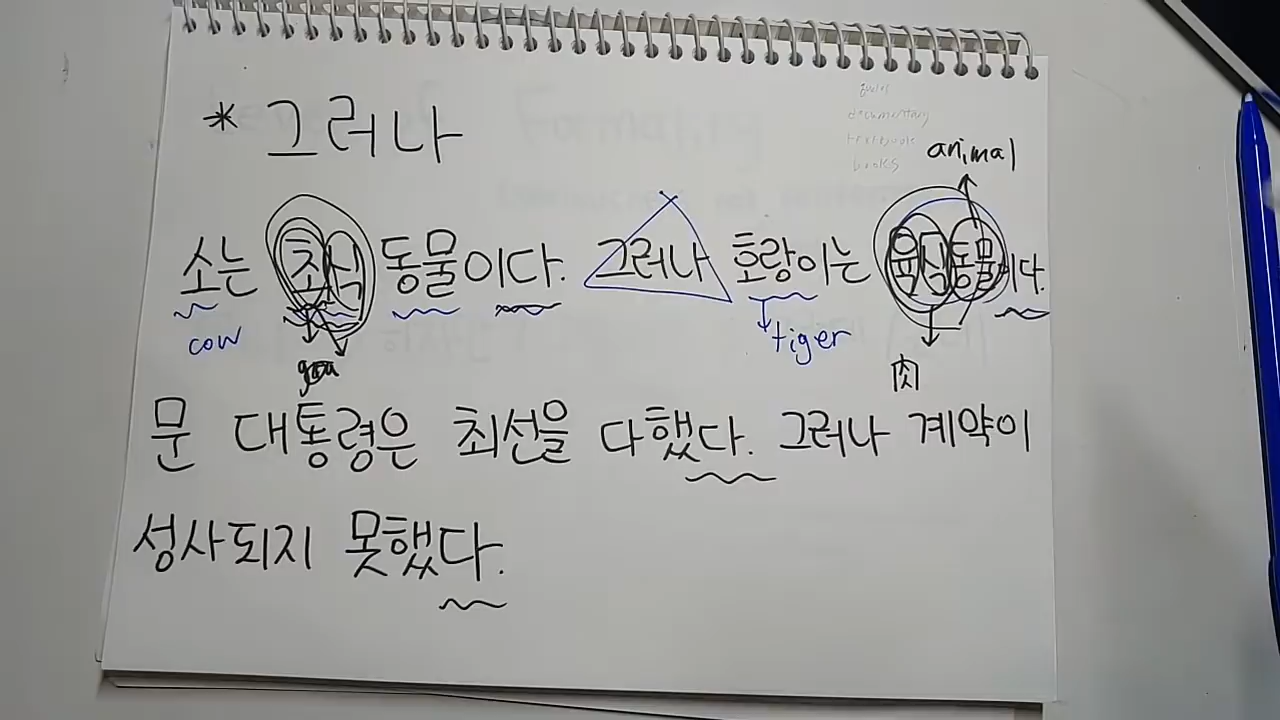 * 그러나
documentary
books
animal
소는 초식 동물이다. 그러나 호랑이는 육식동물이다.
cow
tiger
肉
문 대통령은 최선을 다했다. 그러나 계약이
성사되지 못했다.